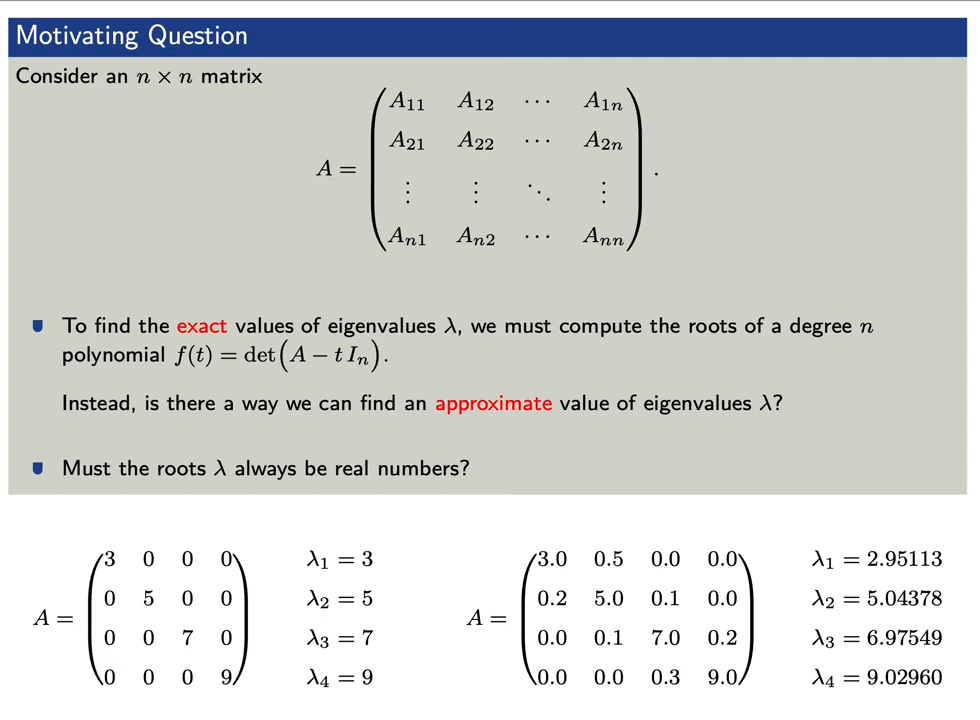 Motivating Question
Consider an n × n matrix
A = 
A₁₁ A₁₂ ⋯ A₁ₙ
A₂₁ A₂₂ ⋯ A₂ₙ
⋮ ⋮ ⋱ ⋮
Aₙ₁ Aₙ₂ ⋯ Aₙₙ
.
To find the exact values of eigenvalues λ, we must compute the roots of a degree n
polynomial f(t) = det(A − t Iₙ).
Instead, is there a way we can find an approximate value of eigenvalues λ?
Must the roots λ always be real numbers?
A =
3 0 0 0
0 5 0 0
0 0 7 0
0 0 0 9
λ₁ = 3
λ₂ = 5
λ₃ = 7
λ₄ = 9
A =
3.0 0.5 0.0 0.0
0.2 5.0 0.1 0.0
0.0 0.1 7.0 0.2
0.0 0.0 0.3 9.0
λ₁ = 2.95113
λ₂ = 5.04378
λ₃ = 6.97549
λ₄ = 9.02960